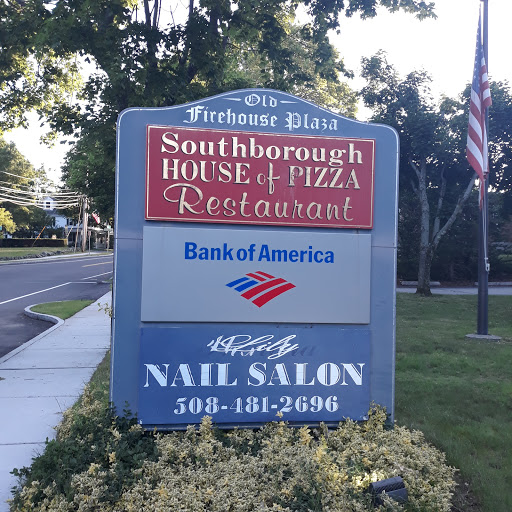 Old
Firehouse Plaza
Southborough
HOUSE of PIZZA
Restaurant
Bank of America
NAIL SALON
508-481-2696